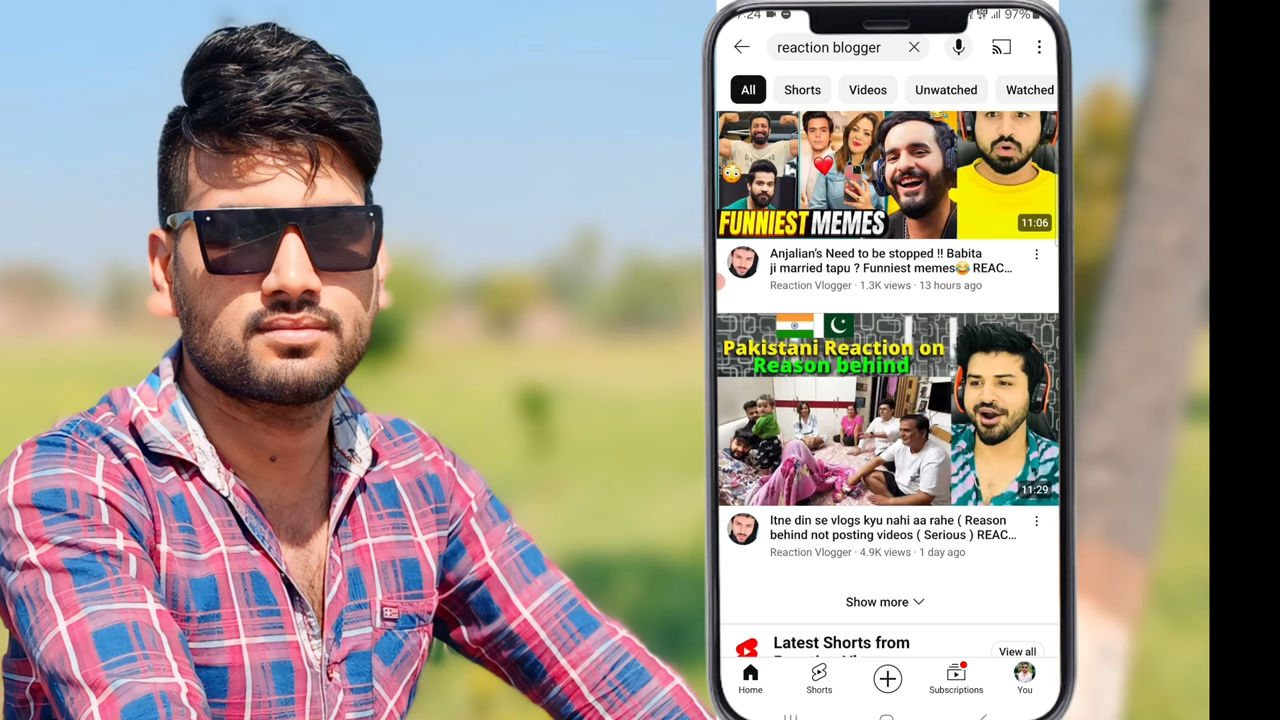 7:24
97%
reaction blogger
All
Shorts
Videos
Unwatched
Watched
FUNNIEST MEMES
11:06
Anjalian's Need to be stopped !! Babita
ji married tapu ? Funniest memes😂 REAC...
Reaction Vlogger · 1.3K views · 13 hours ago
Pakistani Reaction on
Reason behind
11:29
Itne din se vlogs kyu nahi aa rahe ( Reason
behind not posting videos ( Serious ) REAC...
Reaction Vlogger · 4.9K views · 1 day ago
Show more
Latest Shorts from
View all
Home
Shorts
Subscriptions
You